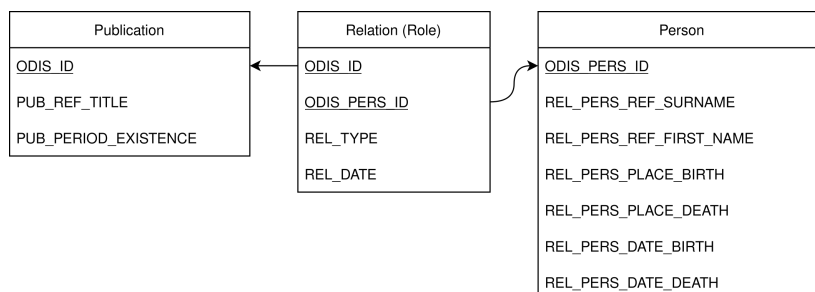 Publication
ODIS_ID
PUB_REF_TITLE
PUB_PERIOD_EXISTENCE
Relation (Role)
ODIS_ID
ODIS_PERS_ID
REL_TYPE
REL_DATE
Person
ODIS_PERS_ID
REL_PERS_REF_SURNAME
REL_PERS_REF_FIRST_NAME
REL_PERS_PLACE_BIRTH
REL_PERS_PLACE_DEATH
REL_PERS_DATE_BIRTH
REL_PERS_DATE_DEATH